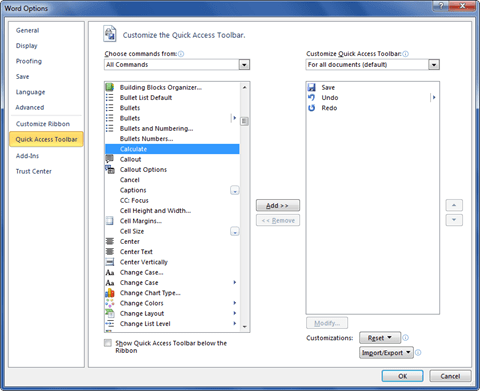 Word Options
General
Display
Proofing
Save
Language
Advanced
Customize Ribbon
Quick Access Toolbar
Add-Ins
Trust Center
Customize the Quick Access Toolbar.
Choose commands from:
All Commands
Building Blocks Organizer...
Bullet List Default
Bullets
Bullets
Bullets and Numbering...
Bullets Numbers...
Calculate
Callout
Callout Options
Cancel
Captions
CC: Focus
Cell Height and Width...
Cell Margins...
Cell Size
Center
Center Text
Center Vertically
Change Case...
Change Case
Change Chart Type...
Change Colors
Change Layout
Change List Level
Show Quick Access Toolbar below the
Ribbon
Add >>
<< Remove
Customize Quick Access Toolbar:
For all documents (default)
Save
Undo
Redo
Modify...
Customizations:
Reset
Import/Export
OK
Cancel